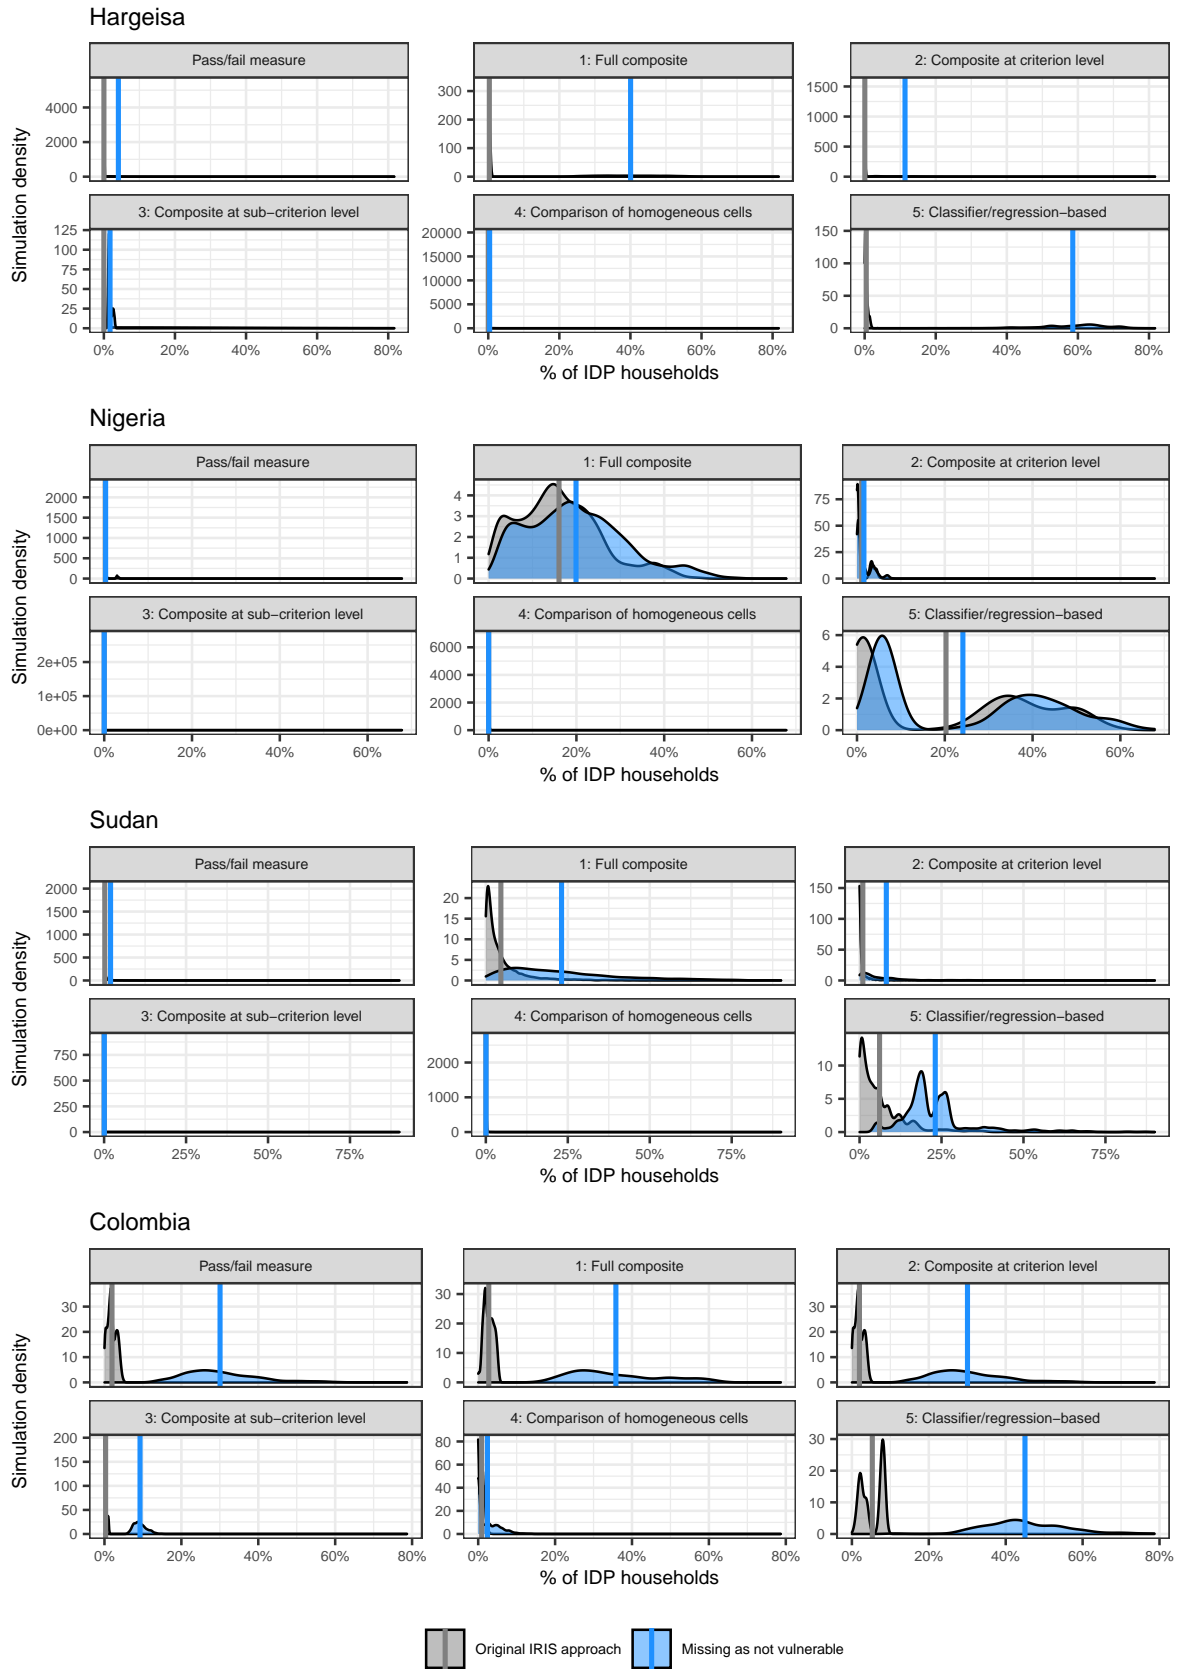 Hargeisa
Pass/fail measure
1: Full composite
2: Composite at criterion level
4000
2000
0
300
200
100
0
1500
1000
500
0
3: Composite at sub−criterion level
4: Comparison of homogeneous cells
5: Classifier/regression−based
125
100
75
50
25
0
20000
15000
10000
5000
0
150
100
50
0
0% 20% 40% 60% 80%
0% 20% 40% 60% 80%
0% 20% 40% 60% 80%
Simulation density
% of IDP households
Nigeria
Pass/fail measure
1: Full composite
2: Composite at criterion level
2000
1500
1000
500
0
4
3
2
1
0
75
50
25
0
3: Composite at sub−criterion level
4: Comparison of homogeneous cells
5: Classifier/regression−based
2e+05
1e+05
0e+00
6000
4000
2000
0
6
4
2
0
0% 20% 40% 60%
0% 20% 40% 60%
0% 20% 40% 60%
Simulation density
% of IDP households
Sudan
Pass/fail measure
1: Full composite
2: Composite at criterion level
2000
1500
1000
500
0
20
15
10
5
0
150
100
50
0
3: Composite at sub−criterion level
4: Comparison of homogeneous cells
5: Classifier/regression−based
750
500
250
0
2000
1000
0
10
5
0
0% 25% 50% 75%
0% 25% 50% 75%
0% 25% 50% 75%
Simulation density
% of IDP households
Colombia
Pass/fail measure
1: Full composite
2: Composite at criterion level
30
20
10
0
30
20
10
0
30
20
10
0
3: Composite at sub−criterion level
4: Comparison of homogeneous cells
5: Classifier/regression−based
200
150
100
50
0
80
60
40
20
0
30
20
10
0
0% 20% 40% 60% 80%
0% 20% 40% 60% 80%
0% 20% 40% 60% 80%
Simulation density
% of IDP households
Original IRIS approach
Missing as not vulnerable